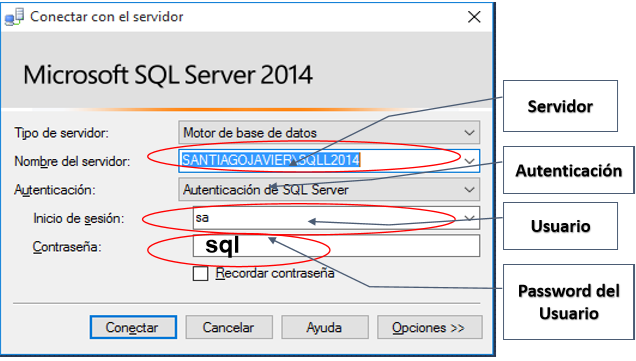 Conectar con el servidor
Microsoft SQL Server 2014
Tipo de servidor: Motor de base de datos
Nombre del servidor: SANTIAGOJAVIER\SQLL2014
Autenticación: Autenticación de SQL Server
Inicio de sesión: sa
Contraseña: sql
Recordar contraseña
Conectar Cancelar Ayuda Opciones >>
Servidor
Autenticación
Usuario
Password del
Usuario